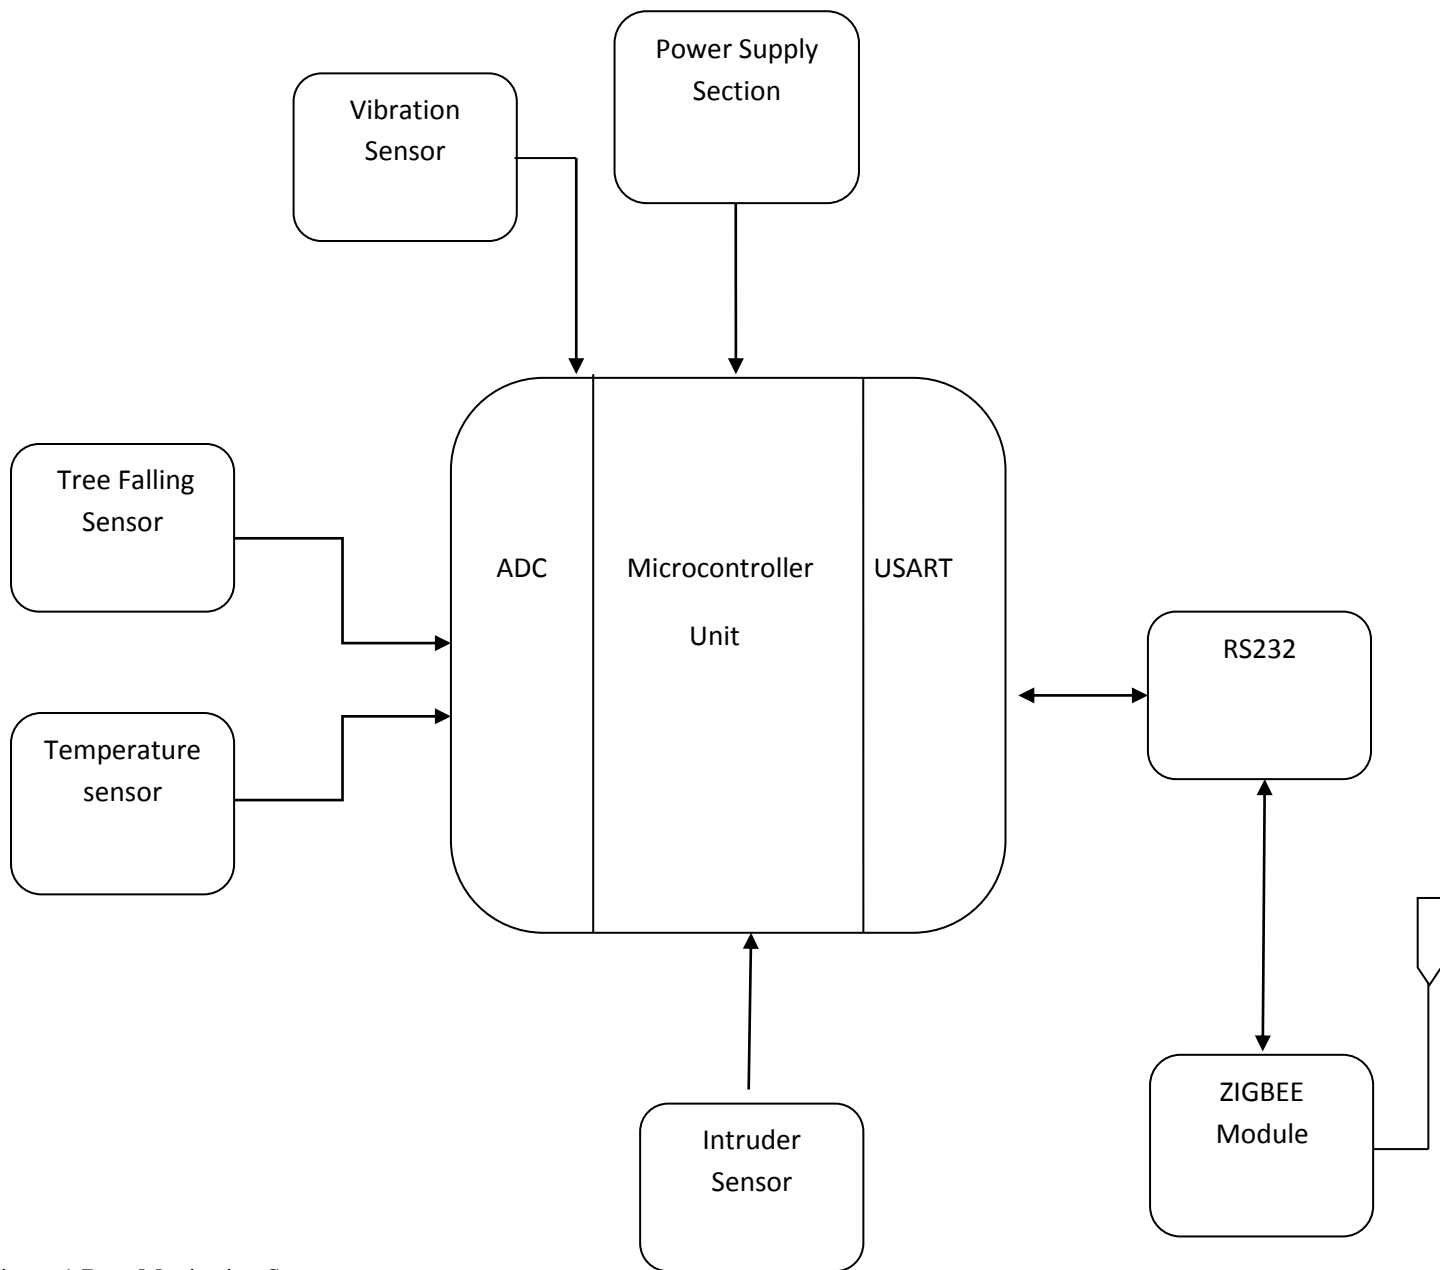 Power Supply
Section
Vibration
Sensor
Tree Falling
Sensor
ADC
Microcontroller
Unit
USART
RS232
Temperature
sensor
ZIGBEE
Module
Intruder
Sensor